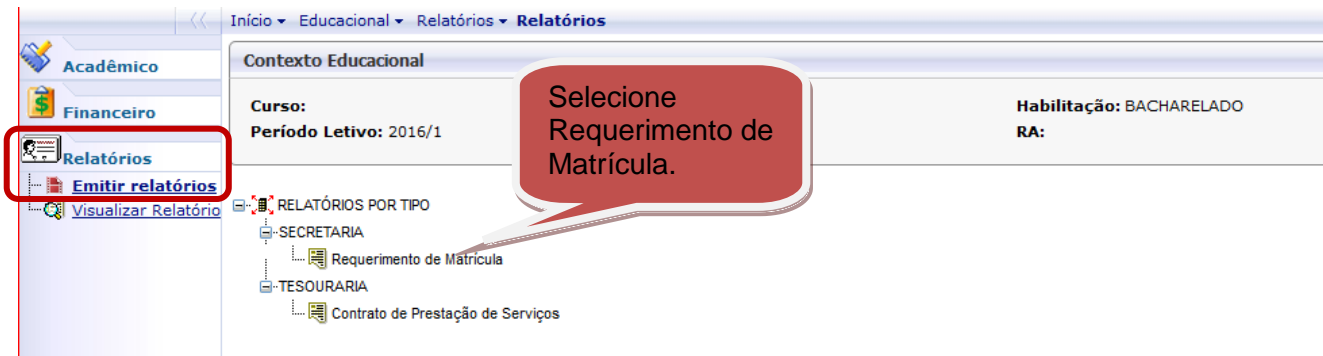 Início Educacional Relatórios Relatórios
Acadêmico
Financeiro
Relatórios
Emitir relatórios
Visualizar Relatório
Contexto Educacional
Curso:
Período Letivo: 2016/1
Habilitação: BACHARELADO
RA:
Selecione
Requerimento de
Matrícula.
RELATÓRIOS POR TIPO
SECRETARIA
Requerimento de Matrícula
TESOURARIA
Contrato de Prestação de Serviços